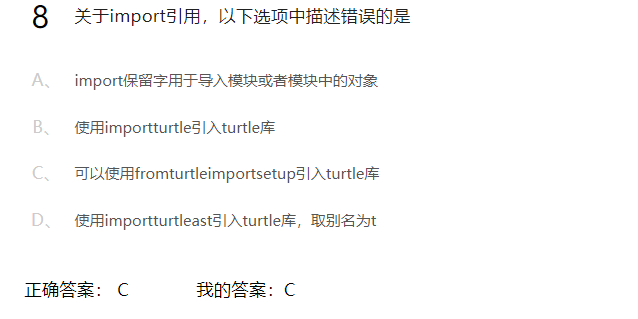 8 关于import引用，以下选项中描述错误的是
A、 import保留字用于导入模块或者模块中的对象
B、 使用importturtle引入turtle库
C、 可以使用fromturtleimportsetup引入turtle库
D、 使用importturtleast引入turtle库，取别名为t
正确答案： C 我的答案：C